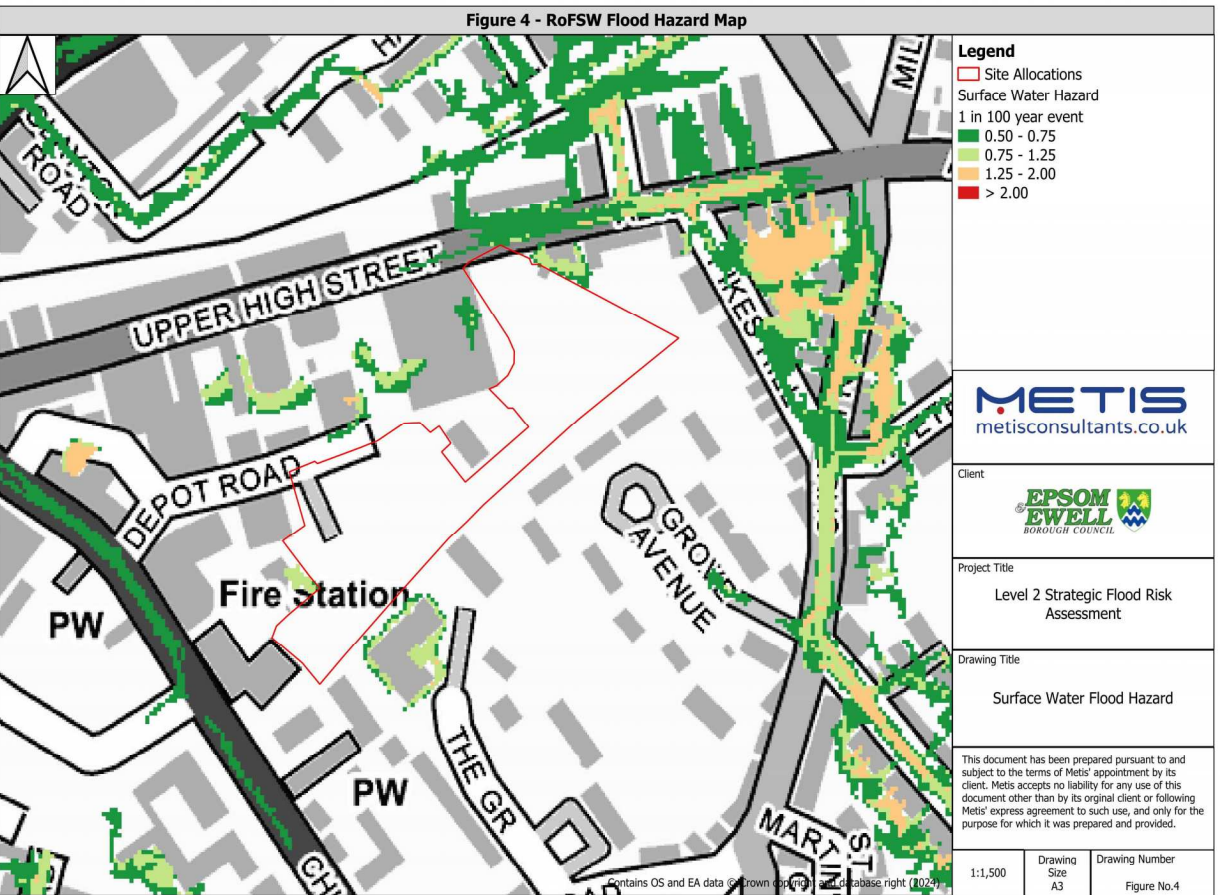 Figure 4 - RoFSW Flood Hazard Map
Legend
Site Allocations
Surface Water Hazard
1 in 100 year event
0.50 - 0.75
0.75 - 1.25
1.25 - 2.00
> 2.00
METIS
metisconsultants.co.uk
Client
EPSOM
& EWELL
BOROUGH COUNCIL
Project Title
Level 2 Strategic Flood Risk
Assessment
Drawing Title
Surface Water Flood Hazard
This document has been prepared pursuant to and
subject to the terms of Metis' appointment by its
client. Metis accepts no liability for any use of this
document other than by its orginal client or following
Metis' express agreement to such use, and only for the
purpose for which it was prepared and provided.
1:1,500
Drawing
Size
A3
Drawing Number
Figure No.4
MIL
ROAD
UPPER HIGH STREET
DEPOT ROAD
Fire Station
PW
GROVE
AVENUE
PW
THE GR
MARTIN
ST
CH
Contains OS and EA data © Crown copyright and database right (2024)